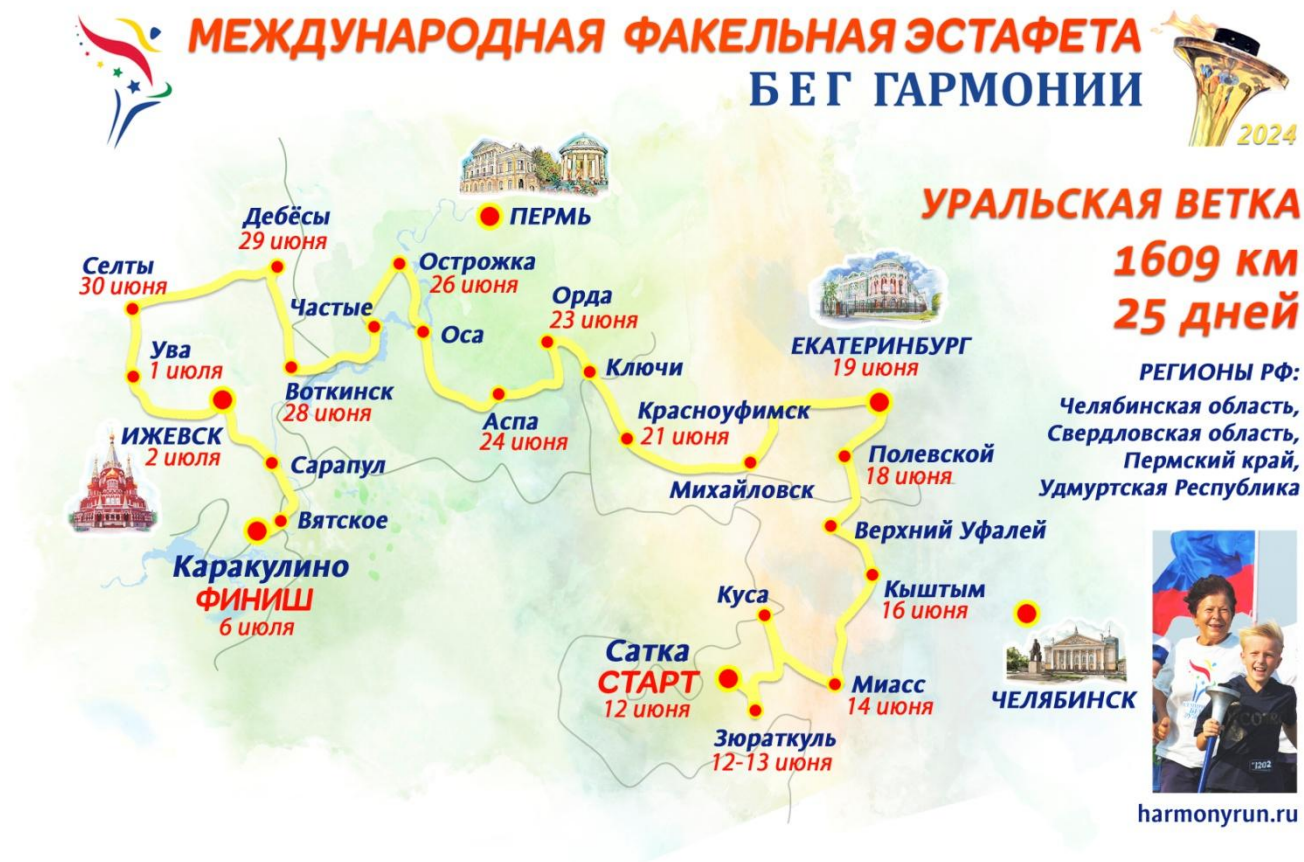 МЕЖДУНАРОДНАЯ ФАКЕЛЬНАЯ ЭСТАФЕТА
БЕГ ГАРМОНИИ
2024
УРАЛЬСКАЯ ВЕТКА
1609 км
25 дней
РЕГИОНЫ РФ:
Челябинская область,
Свердловская область,
Пермский край,
Удмуртская Республика
ПЕРМЬ
Дебёсы
29 июня
Селты
30 июня
Острожка
26 июня
Частые
Оса
Орда
23 июня
ЕКАТЕРИНБУРГ
19 июня
Ува
1 июля
Воткинск
28 июня
Ключи
Аспа
24 июня
Красноуфимск
21 июня
ИЖЕВСК
2 июля
Сарапул
Полевской
18 июня
Михайловск
Вятское
Верхний Уфалей
Каракулино
ФИНИШ
6 июля
Куса
Кыштым
16 июня
Сатка
СТАРТ
12 июня
Миасс
14 июня
ЧЕЛЯБИНСК
Зюраткуль
12-13 июня
1202
harmonyrun.ru